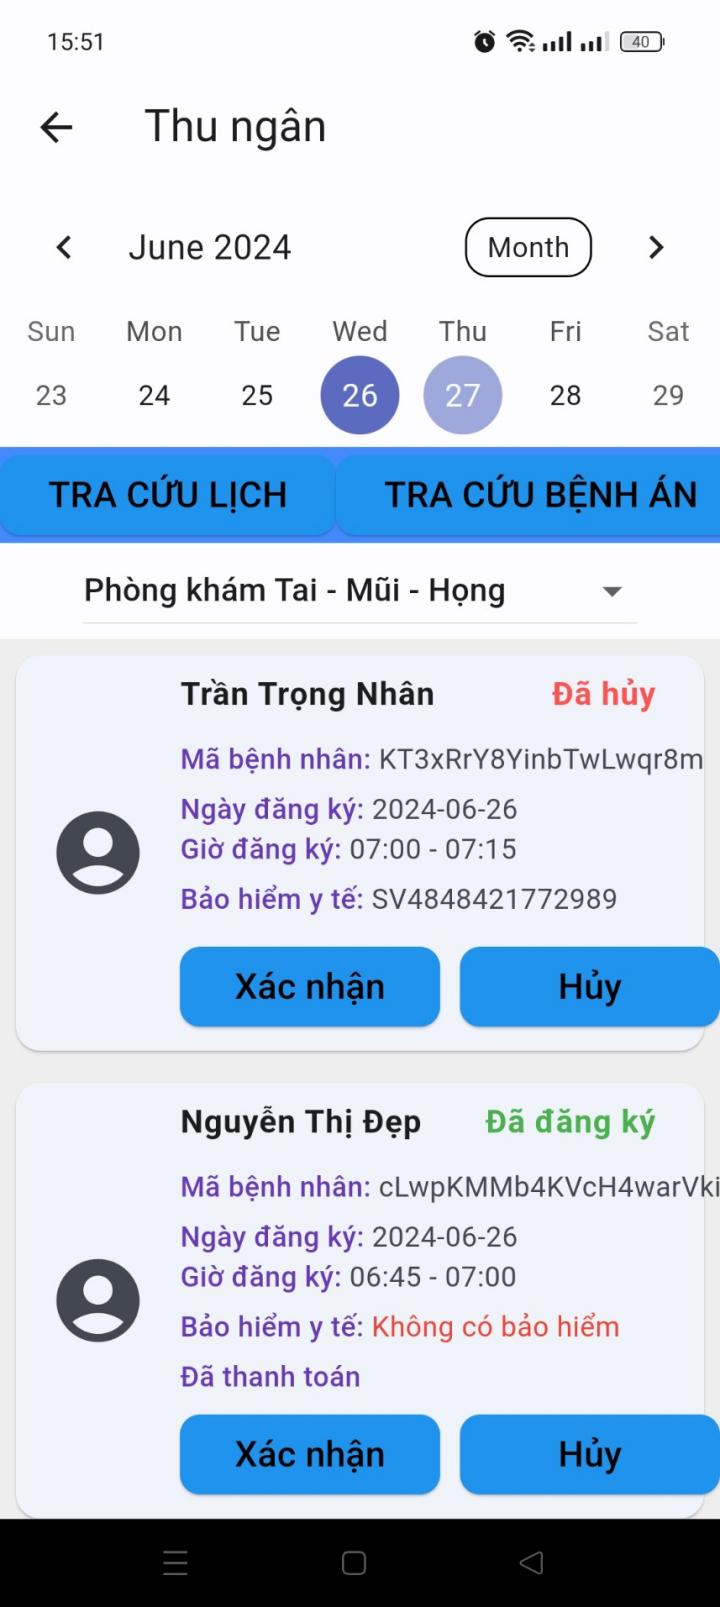 15:51
40
Thu ngân
June 2024
Month
Sun Mon Tue Wed Thu Fri Sat
23 24 25 26 27 28 29
TRA CỨU LỊCH TRA CỨU BỆNH ÁN
Phòng khám Tai - Mũi - Họng
Trần Trọng Nhân Đã hủy
Mã bệnh nhân: KT3xRrY8YinbTwLwqr8m
Ngày đăng ký: 2024-06-26
Giờ đăng ký: 07:00 - 07:15
Bảo hiểm y tế: SV4848421772989
Xác nhận Hủy
Nguyễn Thị Đẹp Đã đăng ký
Mã bệnh nhân: cLwpKMMb4KVcH4warVki
Ngày đăng ký: 2024-06-26
Giờ đăng ký: 06:45 - 07:00
Bảo hiểm y tế: Không có bảo hiểm
Đã thanh toán
Xác nhận Hủy